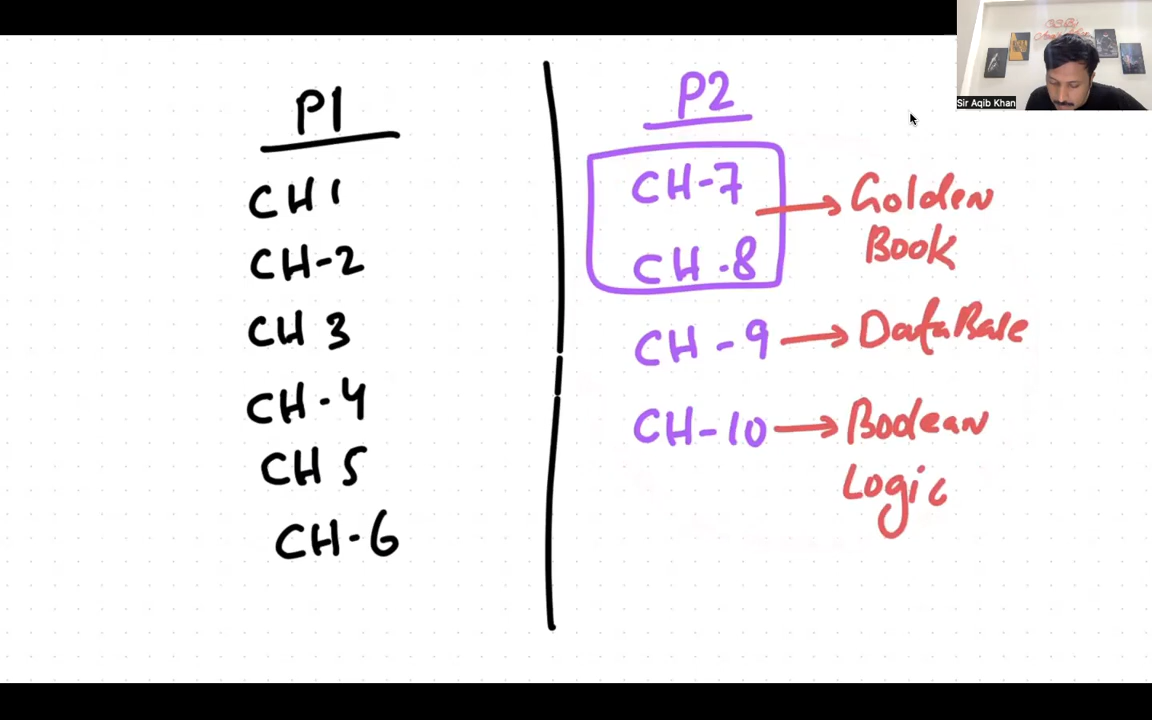 P1
CH 1
CH-2
CH 3
CH-4
CH 5
CH-6
P2
CH-7
CH-8
Golden
Book
CH-9
DataBase
CH-10
Boolean
Logic
Sir Aqib Khan